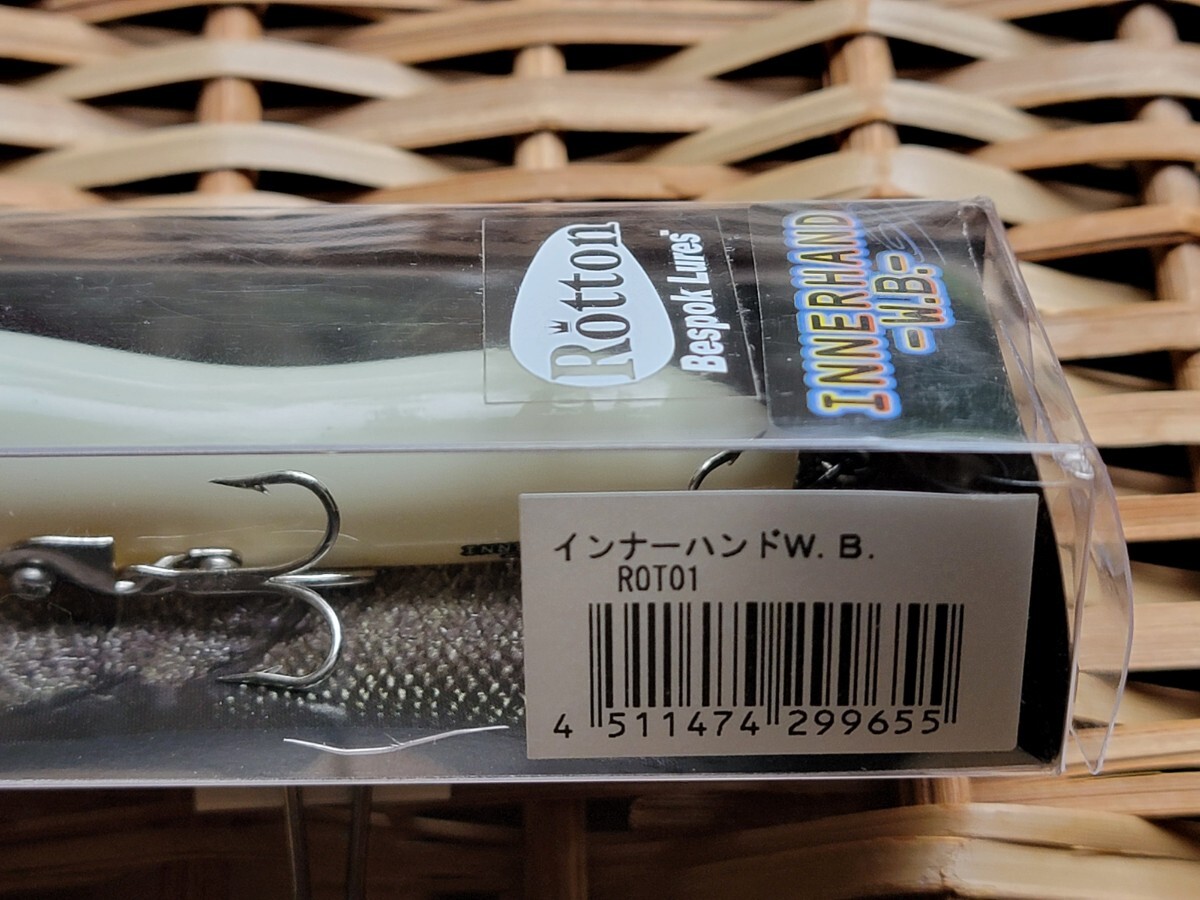 Rotton
Bespok Lures
INNERHAND
-W.B.-
インナーハンドW. B.
ROT01
4 511474 299655